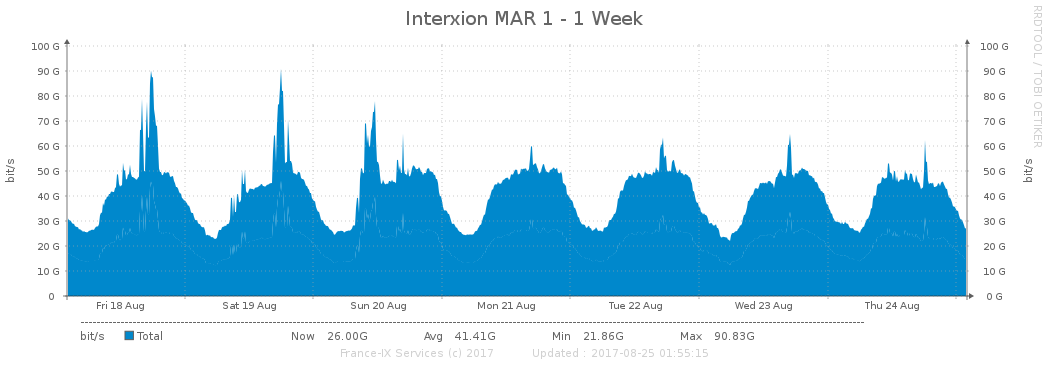 Interxion MAR 1 - 1 Week
RRDTOOL / TOBI OETIKER
bit/s
100 G
90 G
80 G
70 G
60 G
50 G
40 G
30 G
20 G
10 G
0
100 G
90 G
80 G
70 G
60 G
50 G
40 G
30 G
20 G
10 G
0 G
bit/s
Fri 18 Aug Sat 19 Aug Sun 20 Aug Mon 21 Aug Tue 22 Aug Wed 23 Aug Thu 24 Aug
bit/s Total Now 26.00G Avg 41.41G Min 21.86G Max 90.83G
France-IX Services (c) 2017 Updated : 2017-08-25 01:55:15